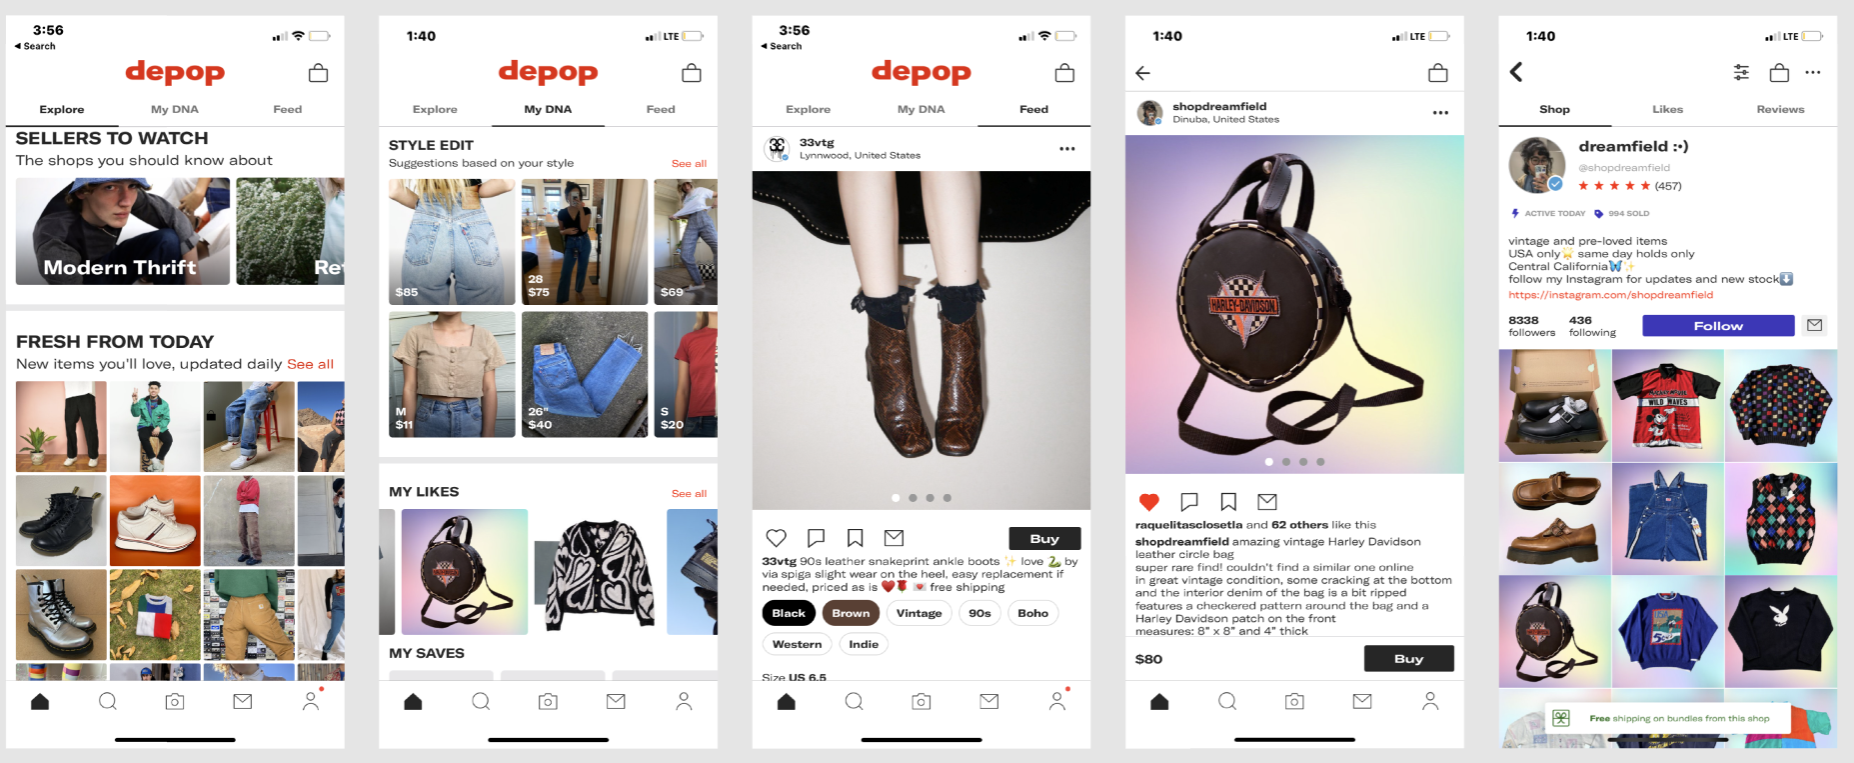 3:56
Search
depop
Explore My DNA Feed
SELLERS TO WATCH
The shops you should know about
Modern Thrift
FRESH FROM TODAY
New items you'll love, updated daily See all
1:40
LTE
depop
Explore My DNA Feed
STYLE EDIT
Suggestions based on your style See all
$85
28
$75
$69
M
$11
26"
$40
S
$20
MY LIKES See all
MY SAVES
3:56
Search
depop
Explore My DNA Feed
33vtg
Lynnwood, United States
Buy
33vtg 90s leather snakeprint ankle boots ✨ love 🐍 by
via spiga slight wear on the heel, easy replacement if
needed, priced as is ❤️🌹 💌 free shipping
Black Brown Vintage 90s Boho
Western Indie
Size US 6.5
1:40
LTE
shopdreamfield
Dinuba, United States
HARLEY-DAVIDSON
raquelitasclosetla and 62 others like this
shopdreamfield amazing vintage Harley Davidson
leather circle bag
super rare find! couldn't find a similar one online
in great vintage condition, some cracking at the bottom
and the interior denim of the bag is a bit ripped
features a checkered pattern around the bag and a
Harley Davidson patch on the front
measures: 8" x 8" and 4" thick
$80
Buy
1:40
LTE
Shop Likes Reviews
dreamfield :•)
@shopdreamfield
(457)
ACTIVE TODAY 994 SOLD
vintage and pre-loved items
USA only🌟 same day holds only
Central California🦋✨
follow my Instagram for updates and new stock⬇️
https://instagram.com/shopdreamfield
8338 436
followers following
Follow
WILD WAVES
Free shipping on bundles from this shop